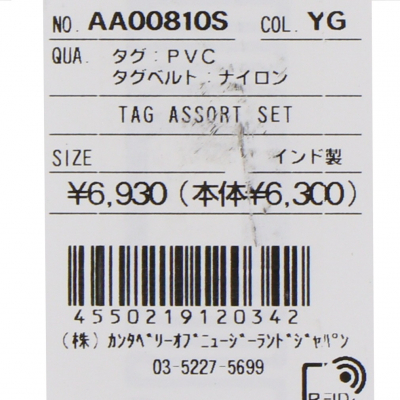 NO. AA00810S COL. YG
QUA. タグ:PVC
タグベルト:ナイロン
TAG ASSORT SET
SIZE インド製
¥6,930 (本体¥6,300)
4550219120342
(株) カンタベリーオブニュージーランドジャパン
03-5227-5699